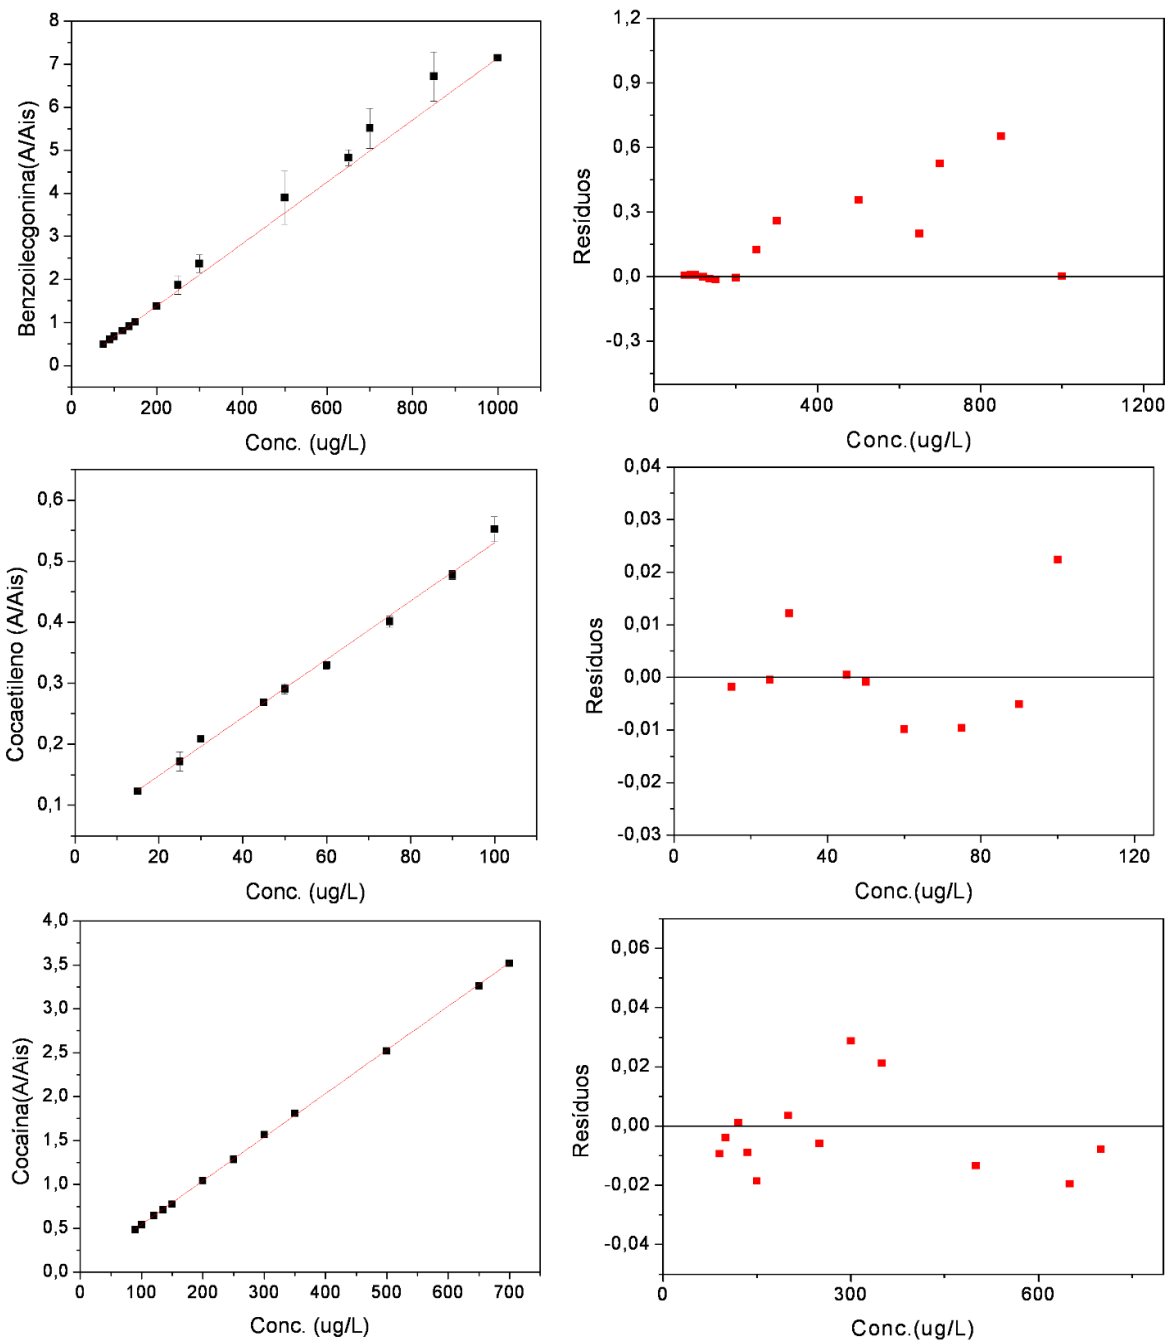 Benzoilecgonina(A/Ais)
8
7
6
5
4
3
2
1
0
0 200 400 600 800 1000
Conc. (ug/L)
Resíduos
1,2
0,9
0,6
0,3
0,0
-0,3
0 400 800 1200
Conc.(ug/L)
Cocaetileno (A/Ais)
0,6
0,5
0,4
0,3
0,2
0,1
20 40 60 80 100
Conc. (ug/L)
Resíduos
0,04
0,03
0,02
0,01
0,00
-0,01
-0,02
-0,03
0 40 80 120
Conc.(ug/L)
Cocaína(A/Ais)
4,0
3,5
3,0
2,5
2,0
1,5
1,0
0,5
0,0
100 200 300 400 500 600 700
Conc. (ug/L)
Resíduos
0,06
0,04
0,02
0,00
-0,02
-0,04
0 300 600
Conc.(ug/L)